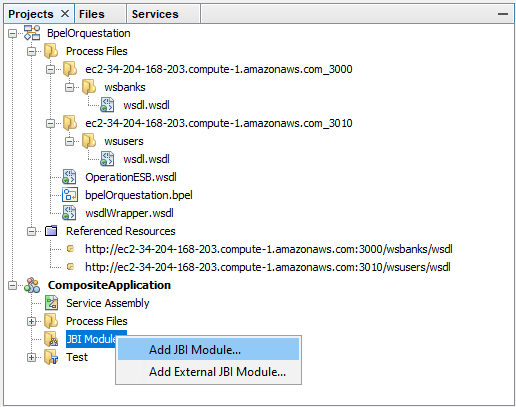 Projects
Files
Services
BpelOrquestation
Process Files
ec2-34-204-168-203.compute-1.amazonaws.com_3000
wsbanks
wsdl.wsdl
ec2-34-204-168-203.compute-1.amazonaws.com_3010
wsusers
wsdl.wsdl
OperationESB.wsdl
bpelOrquestation.bpel
wsdlWrapper.wsdl
Referenced Resources
http://ec2-34-204-168-203.compute-1.amazonaws.com:3000/wsbanks/wsdl
http://ec2-34-204-168-203.compute-1.amazonaws.com:3010/wsusers/wsdl
CompositeApplication
Service Assembly
Process Files
JBI Modul
Add JBI Module...
Test
Add External JBI Module...